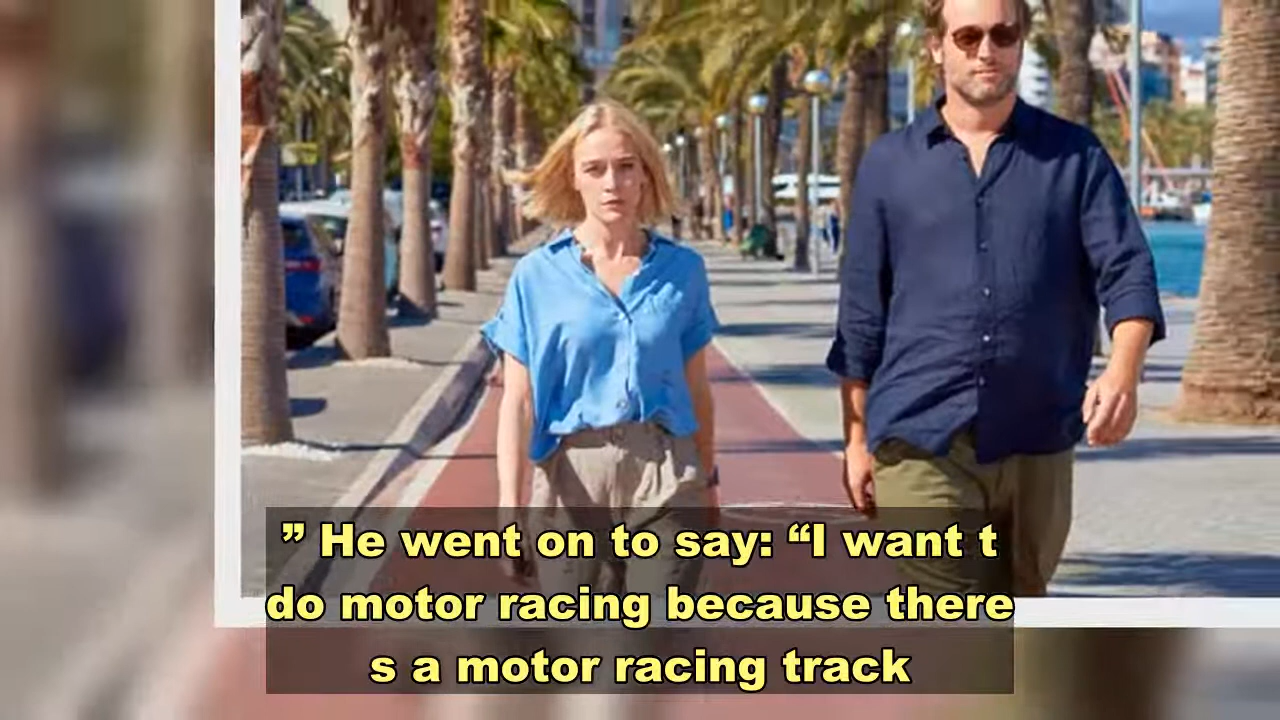 ” He went on to say: “I want t
do motor racing because there
s a motor racing track